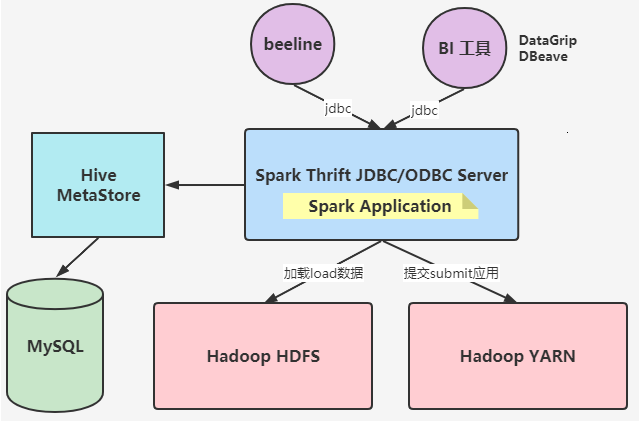 beeline
BI 工具
DataGrip
DBeave
jdbc
jdbc
Hive
MetaStore
Spark Thrift JDBC/ODBC Server
Spark Application
加载load数据
提交submit应用
MySQL
Hadoop HDFS
Hadoop YARN